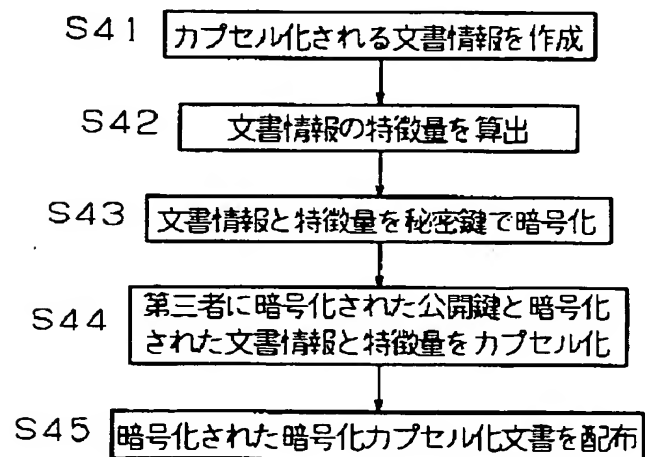 S41 カプセル化される文書情報を作成
S42 文書情報の特徴量を算出
S43 文書情報と特徴量を秘密鍵で暗号化
S44 第三者に暗号化された公開鍵と暗号化
された文書情報と特徴量をカプセル化
S45 暗号化された暗号化カプセル化文書を配布